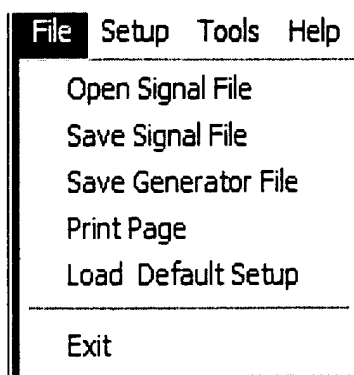 File Setup Tools Help
Open Signal File
Save Signal File
Save Generator File
Print Page
Load Default Setup
Exit